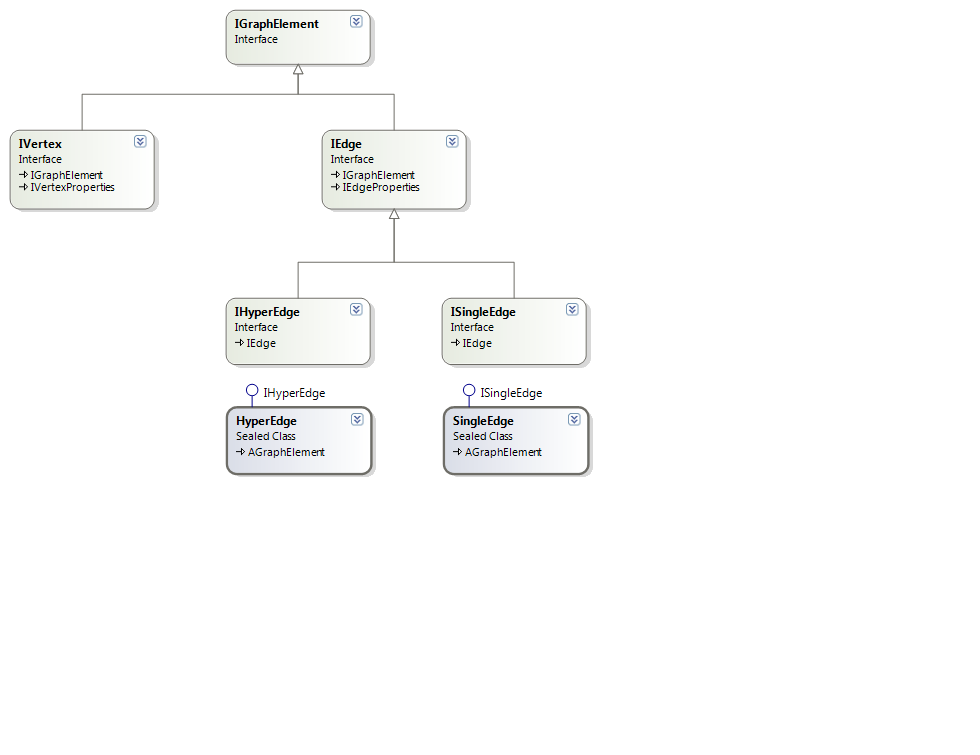 IGraphElement
Interface
IVertex
Interface
IGraphElement
IVertexProperties
IEdge
Interface
IGraphElement
IEdgeProperties
IHyperEdge
Interface
IEdge
ISingleEdge
Interface
IEdge
IHyperEdge
HyperEdge
Sealed Class
AGraphElement
ISingleEdge
SingleEdge
Sealed Class
AGraphElement